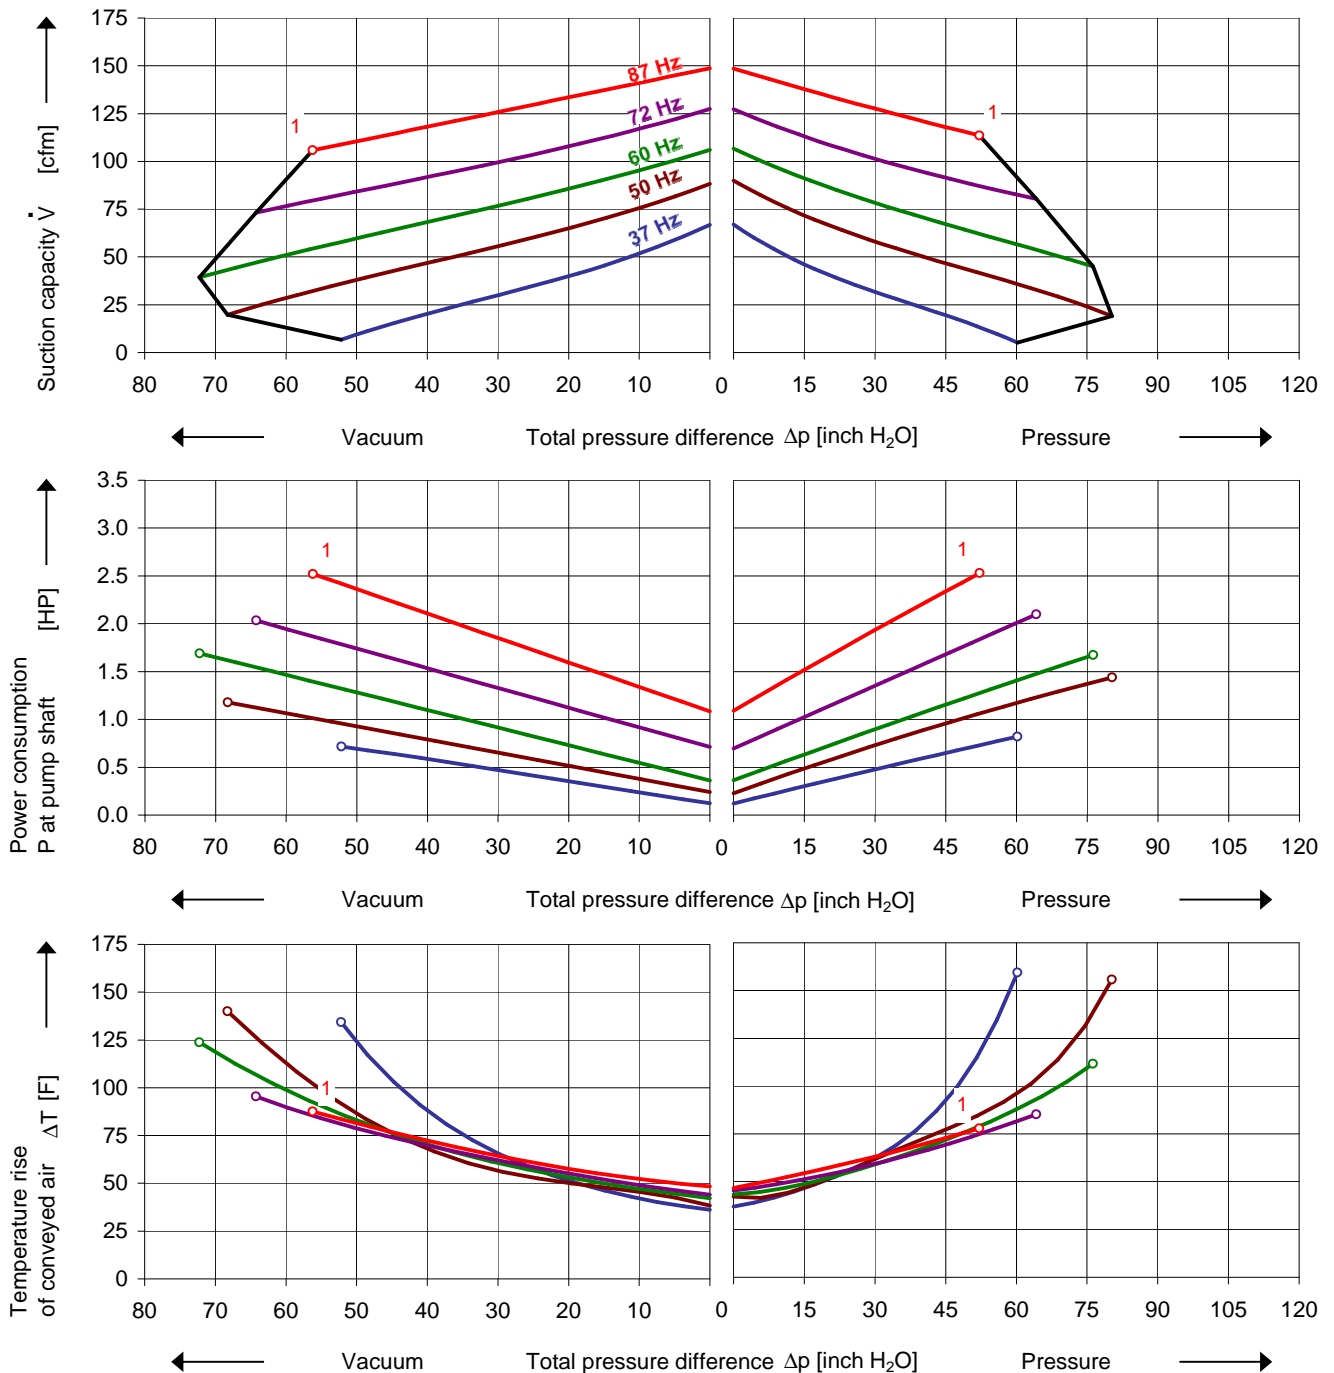 175
150
125
100
75
50
25
0
Suction capacity V̇ [cfm]
87 Hz
72 Hz
60 Hz
50 Hz
37 Hz
1
1
80 70 60 50 40 30 20 10 0 15 30 45 60 75 90 105 120
Vacuum Total pressure difference Δp [inch H₂O] Pressure
3.5
3.0
2.5
2.0
1.5
1.0
0.5
0.0
Power consumption
P at pump shaft [HP]
1
1
80 70 60 50 40 30 20 10 0 15 30 45 60 75 90 105 120
Vacuum Total pressure difference Δp [inch H₂O] Pressure
175
150
125
100
75
50
25
0
Temperature rise
of conveyed air ΔT [F]
1
1
80 70 60 50 40 30 20 10 0 15 30 45 60 75 90 105 120
Vacuum Total pressure difference Δp [inch H₂O] Pressure